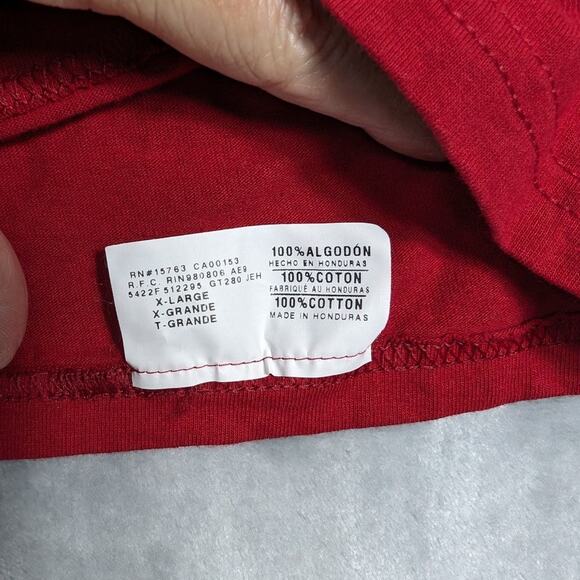 RN#15763 CA00153
R.F.C. RIN980806 AE9
5422F 512295 GT280 JEH
X-LARGE
X-GRANDE
T-GRANDE
100%ALGODÓN
HECHO EN HONDURAS
100%COTON
FABRIQUÉ AU HONDURAS
100%COTTON
MADE IN HONDURAS